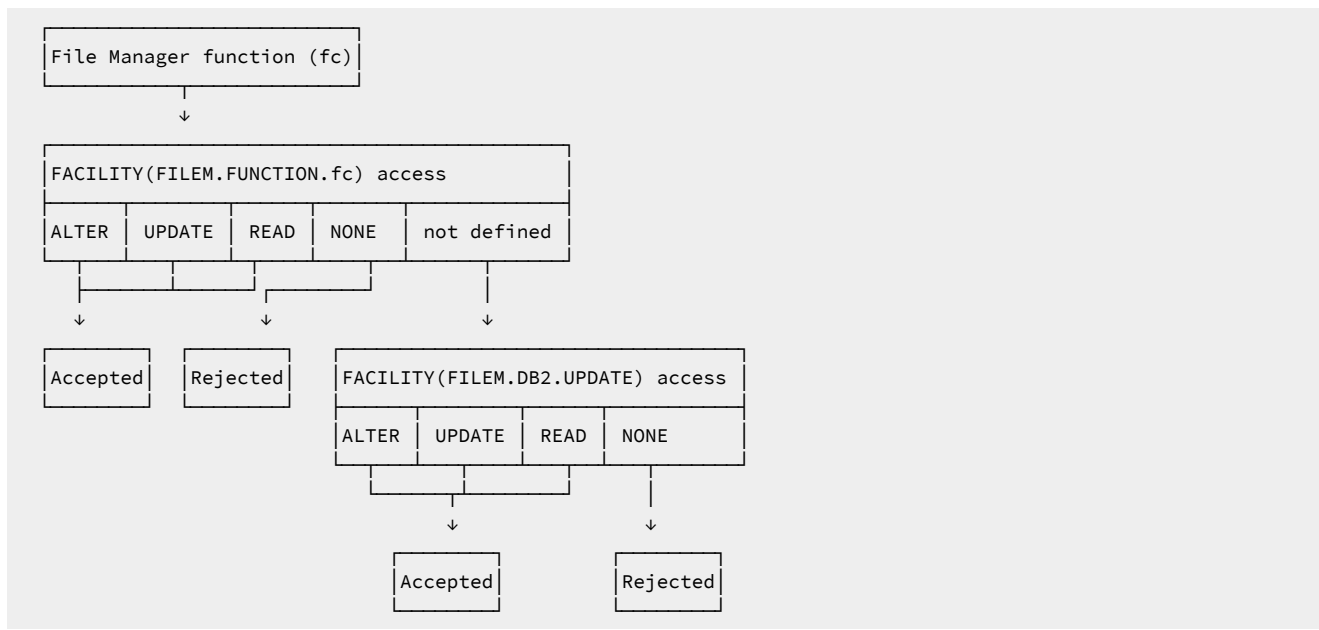 File Manager function (fc)
FACILITY(FILEM.FUNCTION.fc) access
ALTER UPDATE READ NONE not defined
Accepted Rejected FACILITY(FILEM.DB2.UPDATE) access
ALTER UPDATE READ NONE
Accepted Rejected